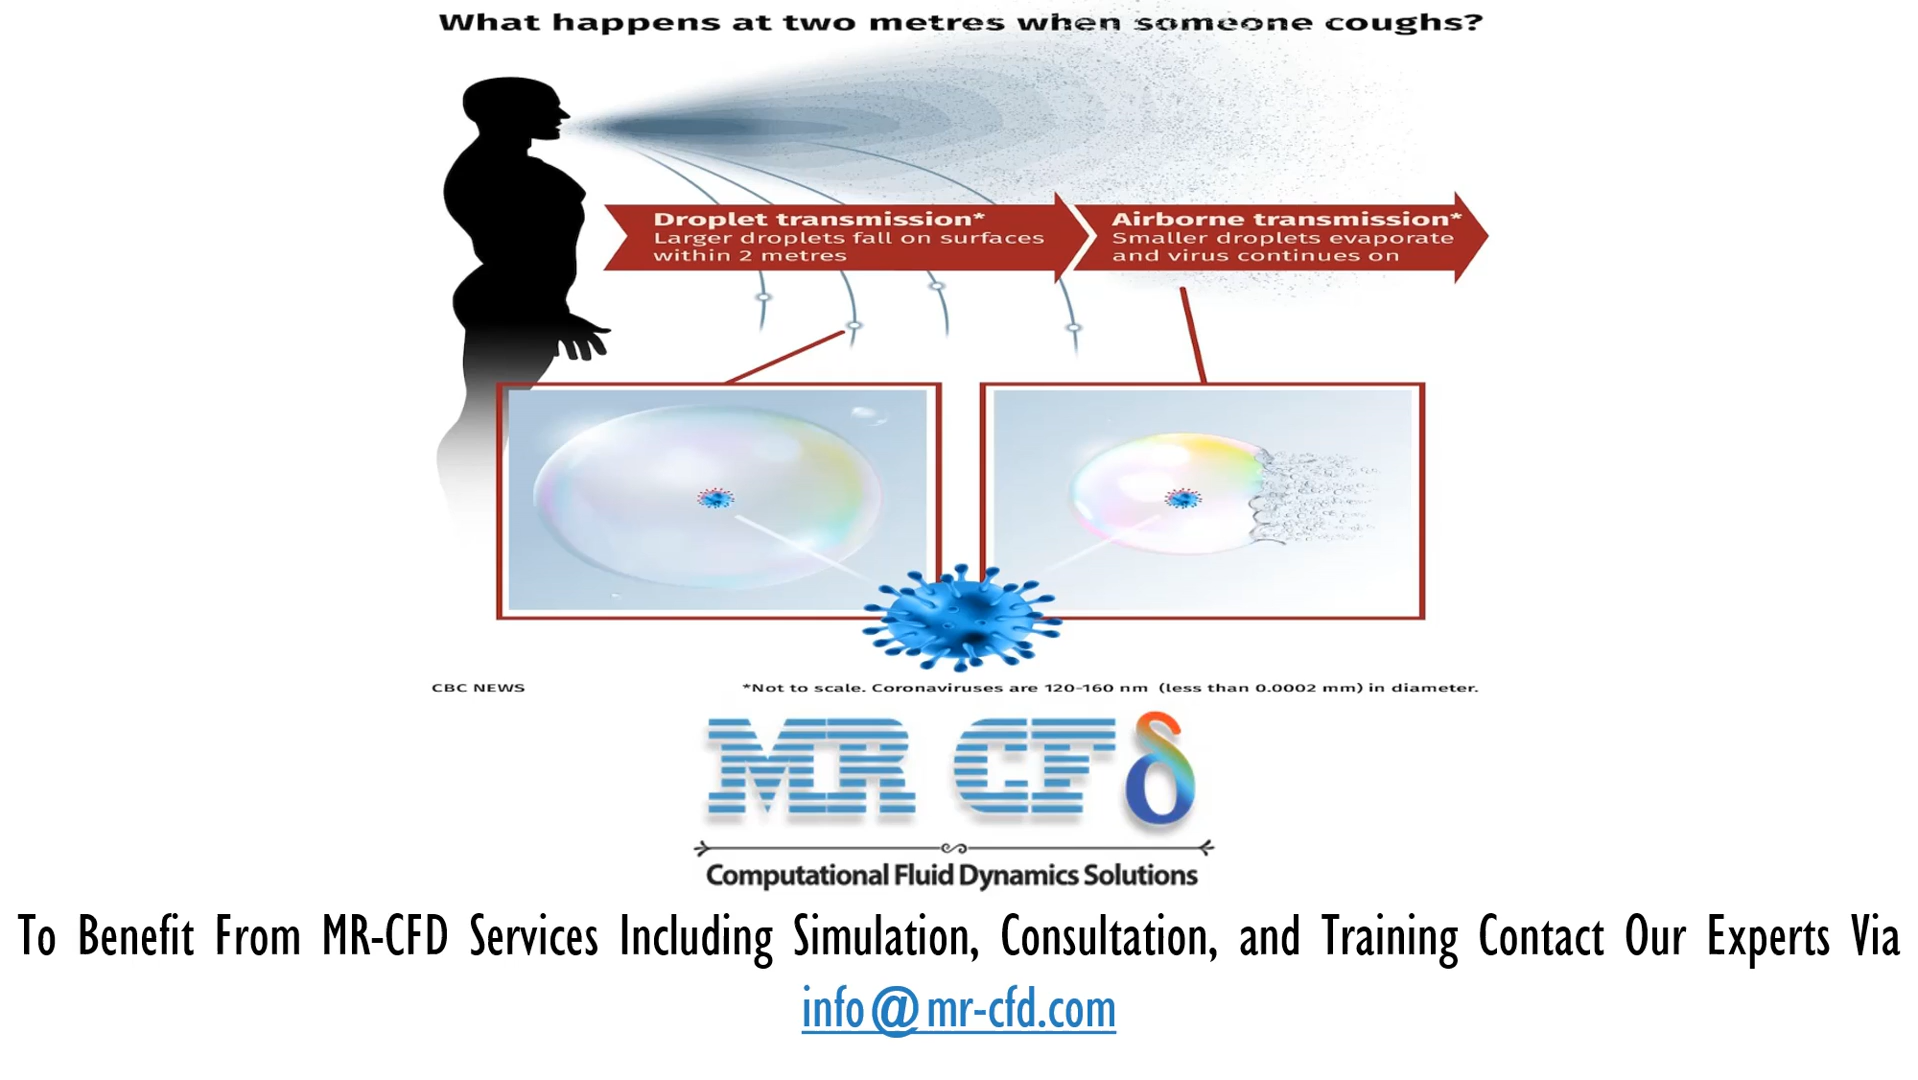 What happens at two metres when someone coughs?
Droplet transmission*
Larger droplets fall on surfaces
within 2 metres
Airborne transmission*
Smaller droplets evaporate
and virus continues on
CBC NEWS
*Not to scale. Coronaviruses are 120-160 nm (less than 0.0002 mm) in diameter.
MR CFδ
Computational Fluid Dynamics Solutions
To Benefit From MR-CFD Services Including Simulation, Consultation, and Training Contact Our Experts Via
info@mr-cfd.com